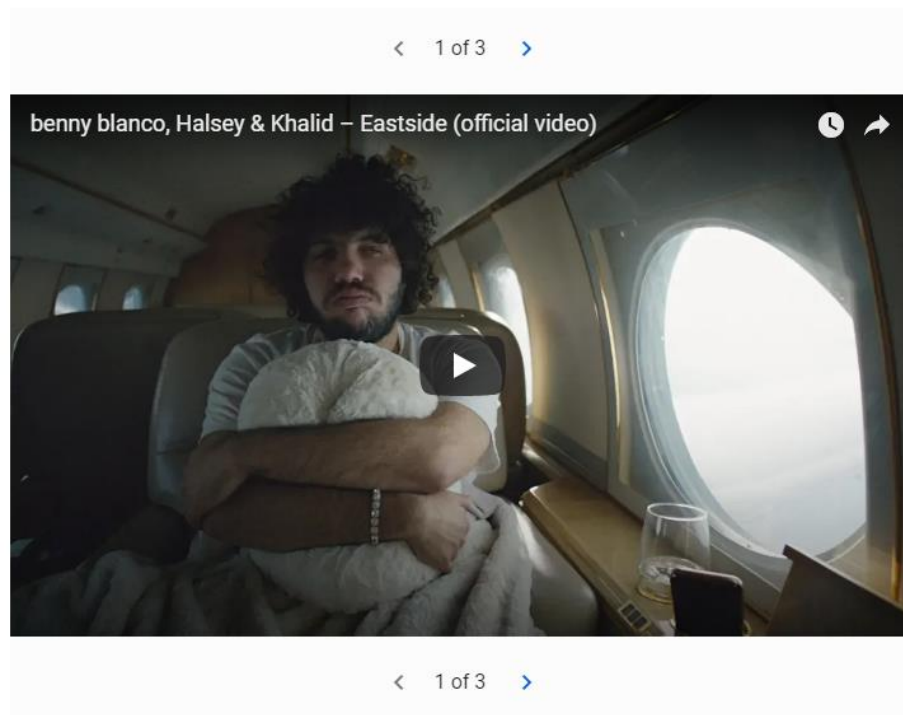 1 of 3
benny blanco, Halsey & Khalid – Eastside (official video)
1 of 3